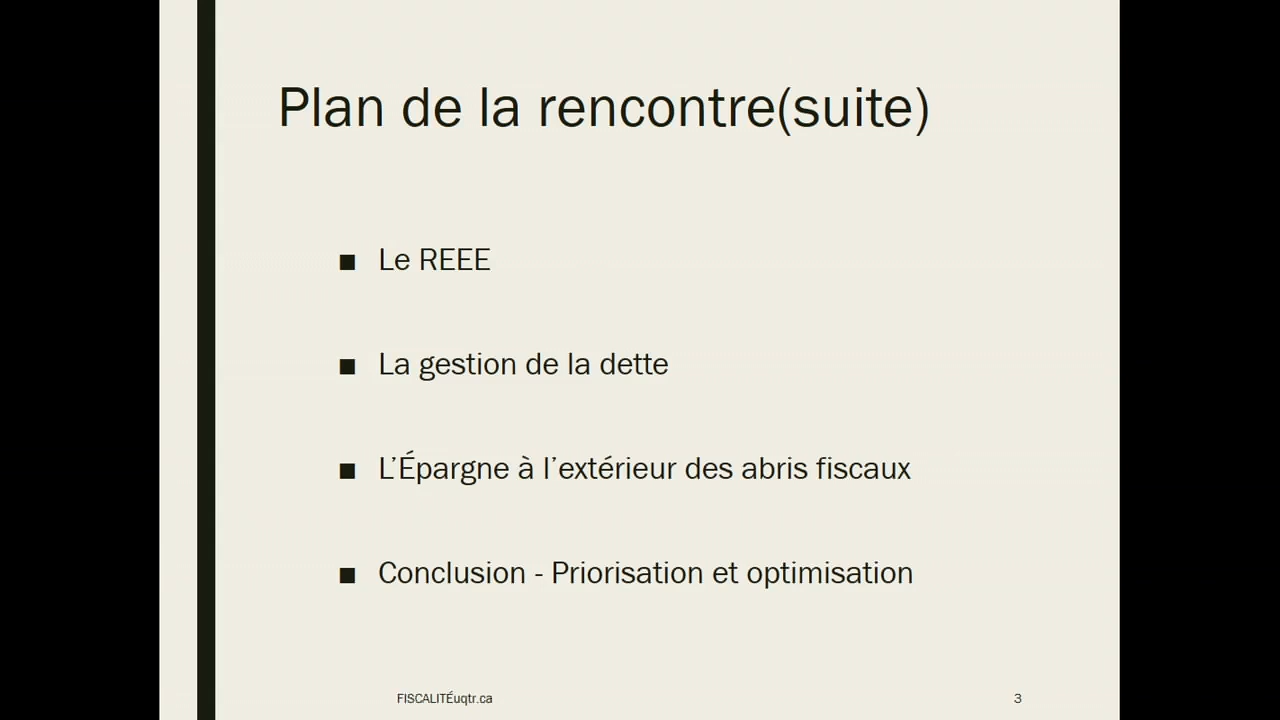 Plan de la rencontre(suite)
■ Le REEE
■ La gestion de la dette
■ L’Épargne à l’extérieur des abris fiscaux
■ Conclusion - Priorisation et optimisation
FISCALITÉuqtr.ca
3